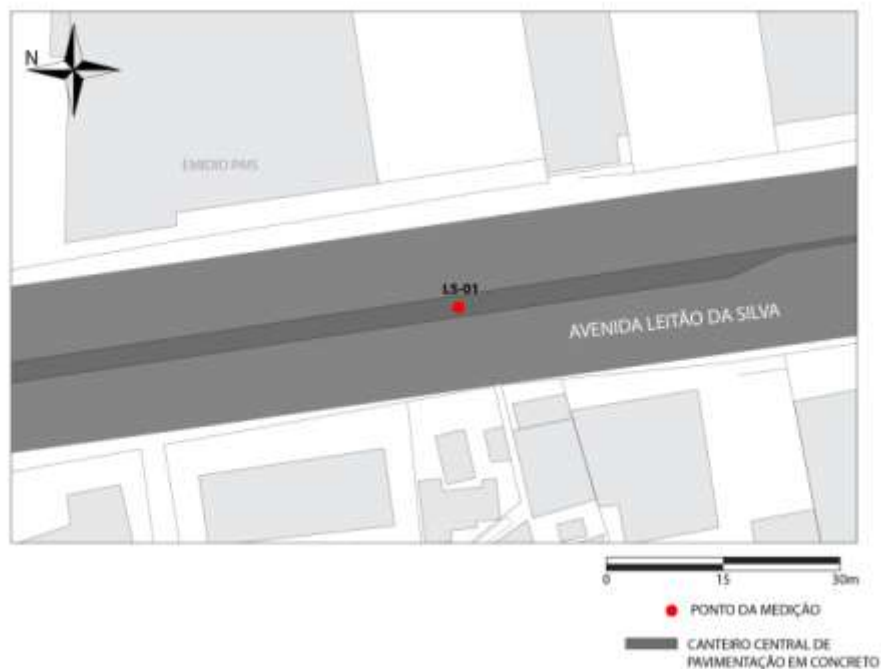 N
EMIDIO PAIS
LS-01
AVENIDA LEITÃO DA SILVA
0 15 30m
PONTO DA MEDIÇÃO
CANTEIRO CENTRAL DE
PAVIMENTAÇÃO EM CONCRETO